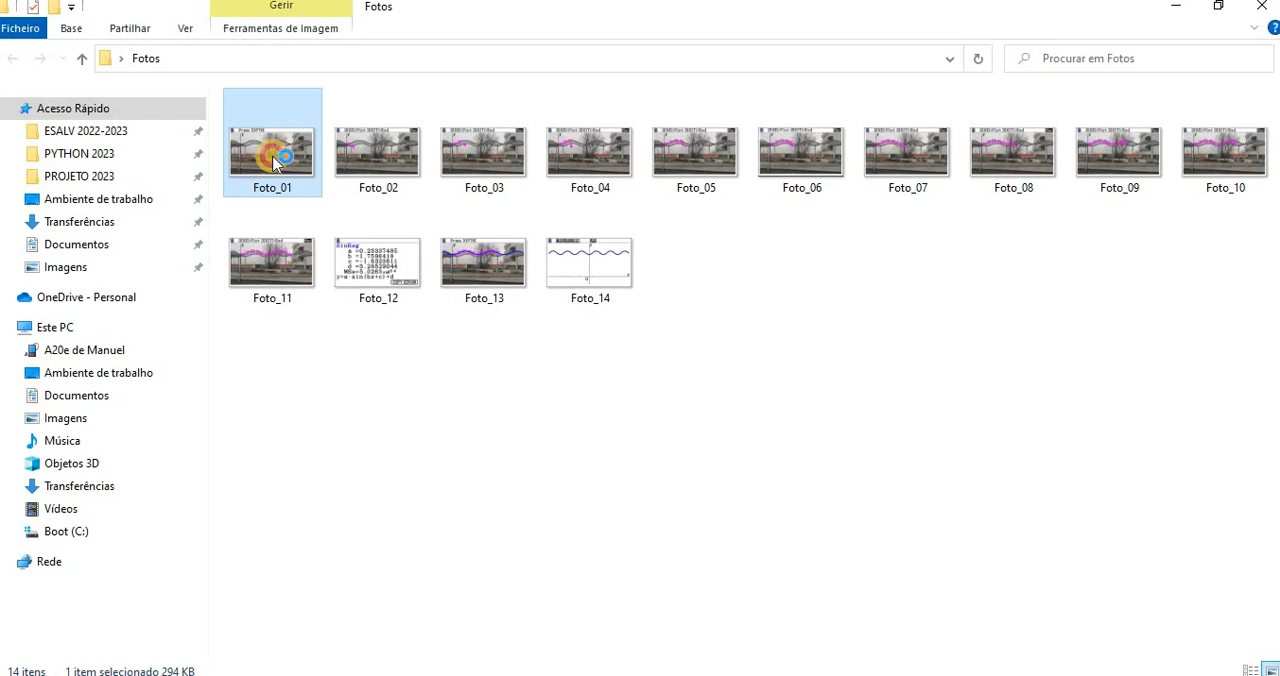 Gerir
Fotos
Ficheiro
Base
Partilhar
Ver
Ferramentas de Imagem
?
Fotos
Procurar em Fotos
Acesso Rápido
ESALV 2022-2023
PYTHON 2023
PROJETO 2023
Ambiente de trabalho
Transferências
Documentos
Imagens
OneDrive - Personal
Este PC
A20e de Manuel
Ambiente de trabalho
Documentos
Imagens
Música
Objetos 3D
Transferências
Vídeos
Boot (C:)
Rede
Foto_01
Foto_02
Foto_03
Foto_04
Foto_05
Foto_06
Foto_07
Foto_08
Foto_09
Foto_10
SinReg
Foto_11
Foto_12
Foto_13
Foto_14
14 itens
1 item selecionado 294 KB